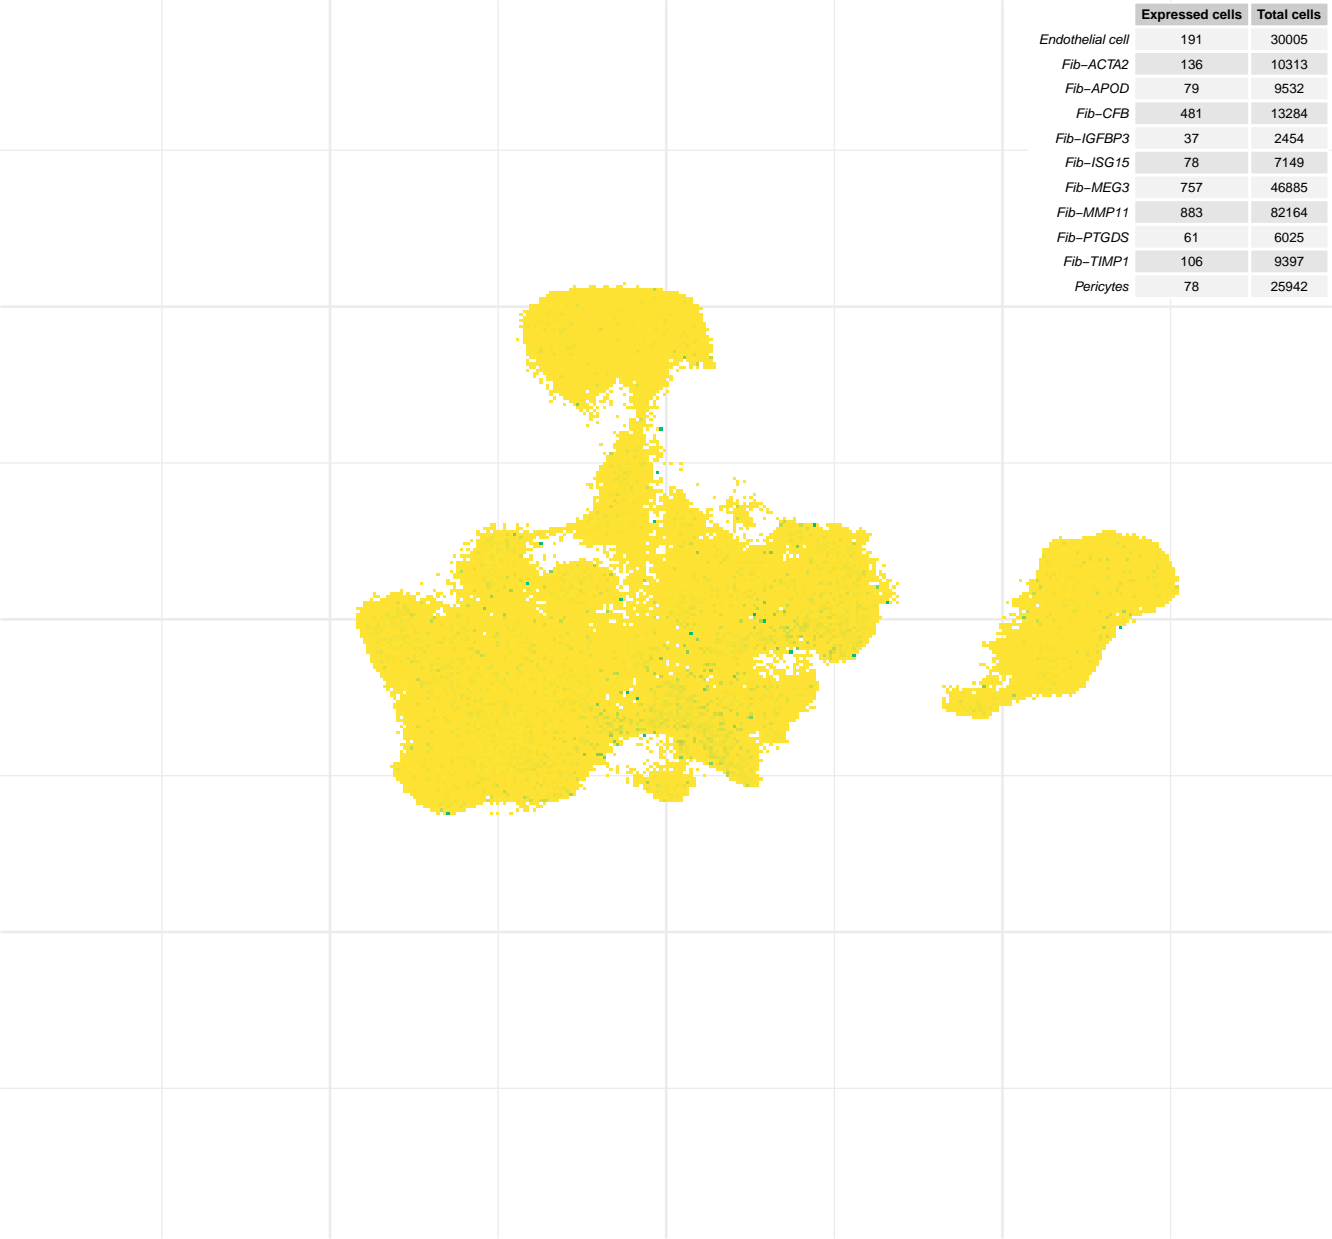 Expressed cells Total cells
Endothelial cell 191 30005
Fib−ACTA2 136 10313
Fib−APOD 79 9532
Fib−CFB 481 13284
Fib−IGFBP3 37 2454
Fib−ISG15 78 7149
Fib−MEG3 757 46885
Fib−MMP11 883 82164
Fib−PTGDS 61 6025
Fib−TIMP1 106 9397
Pericytes 78 25942